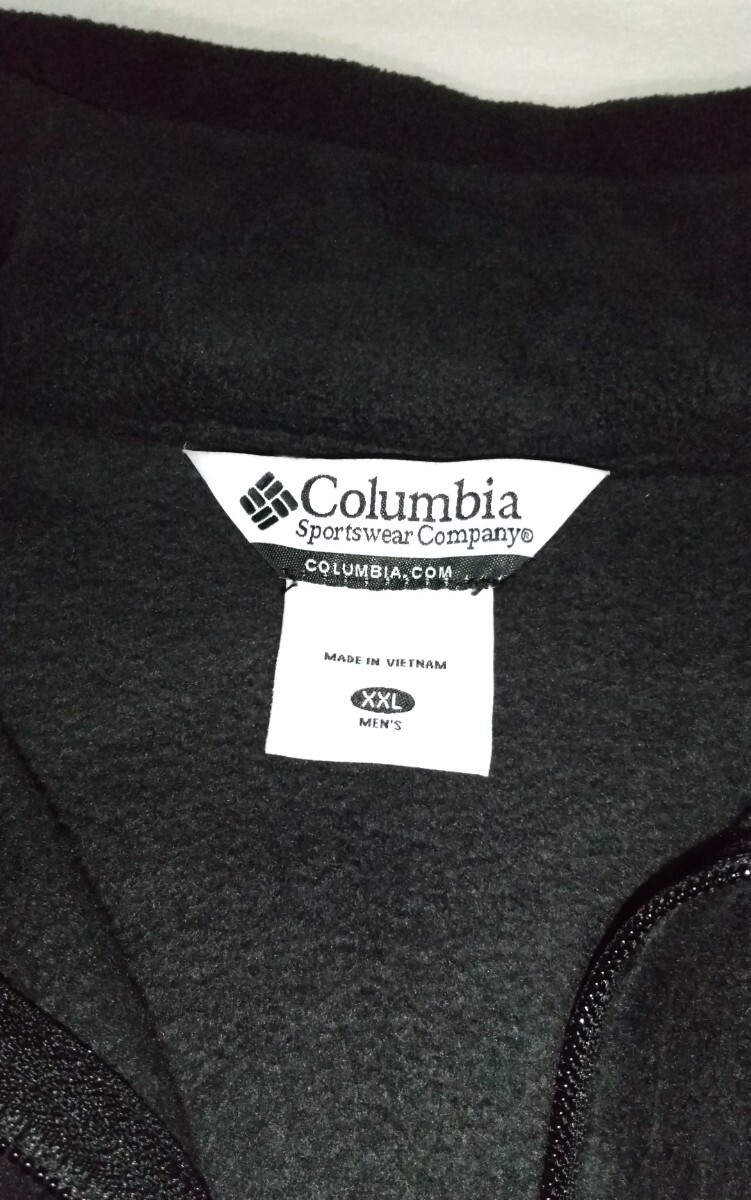 Columbia
Sportswear Company®
COLUMBIA.COM
MADE IN VIETNAM
XXL
MEN'S